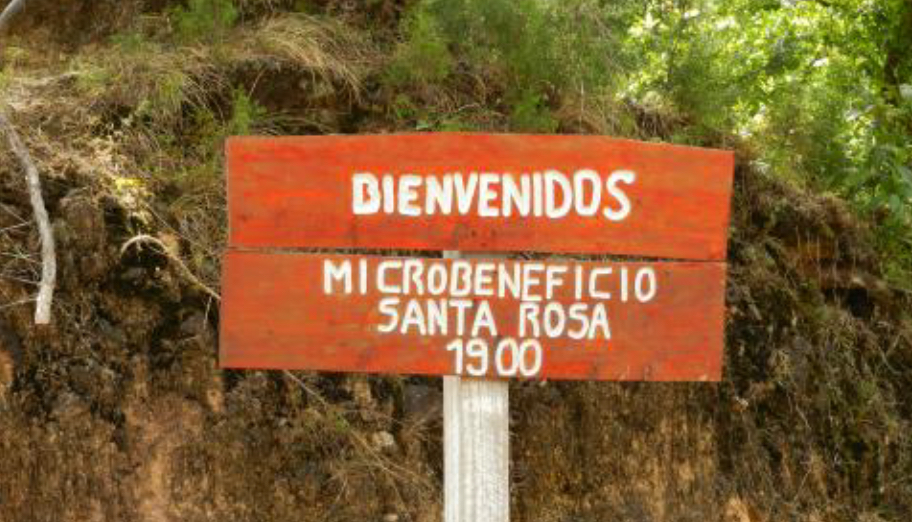 BIENVENIDOS
MICROBENEFICIO
SANTA ROSA
1900